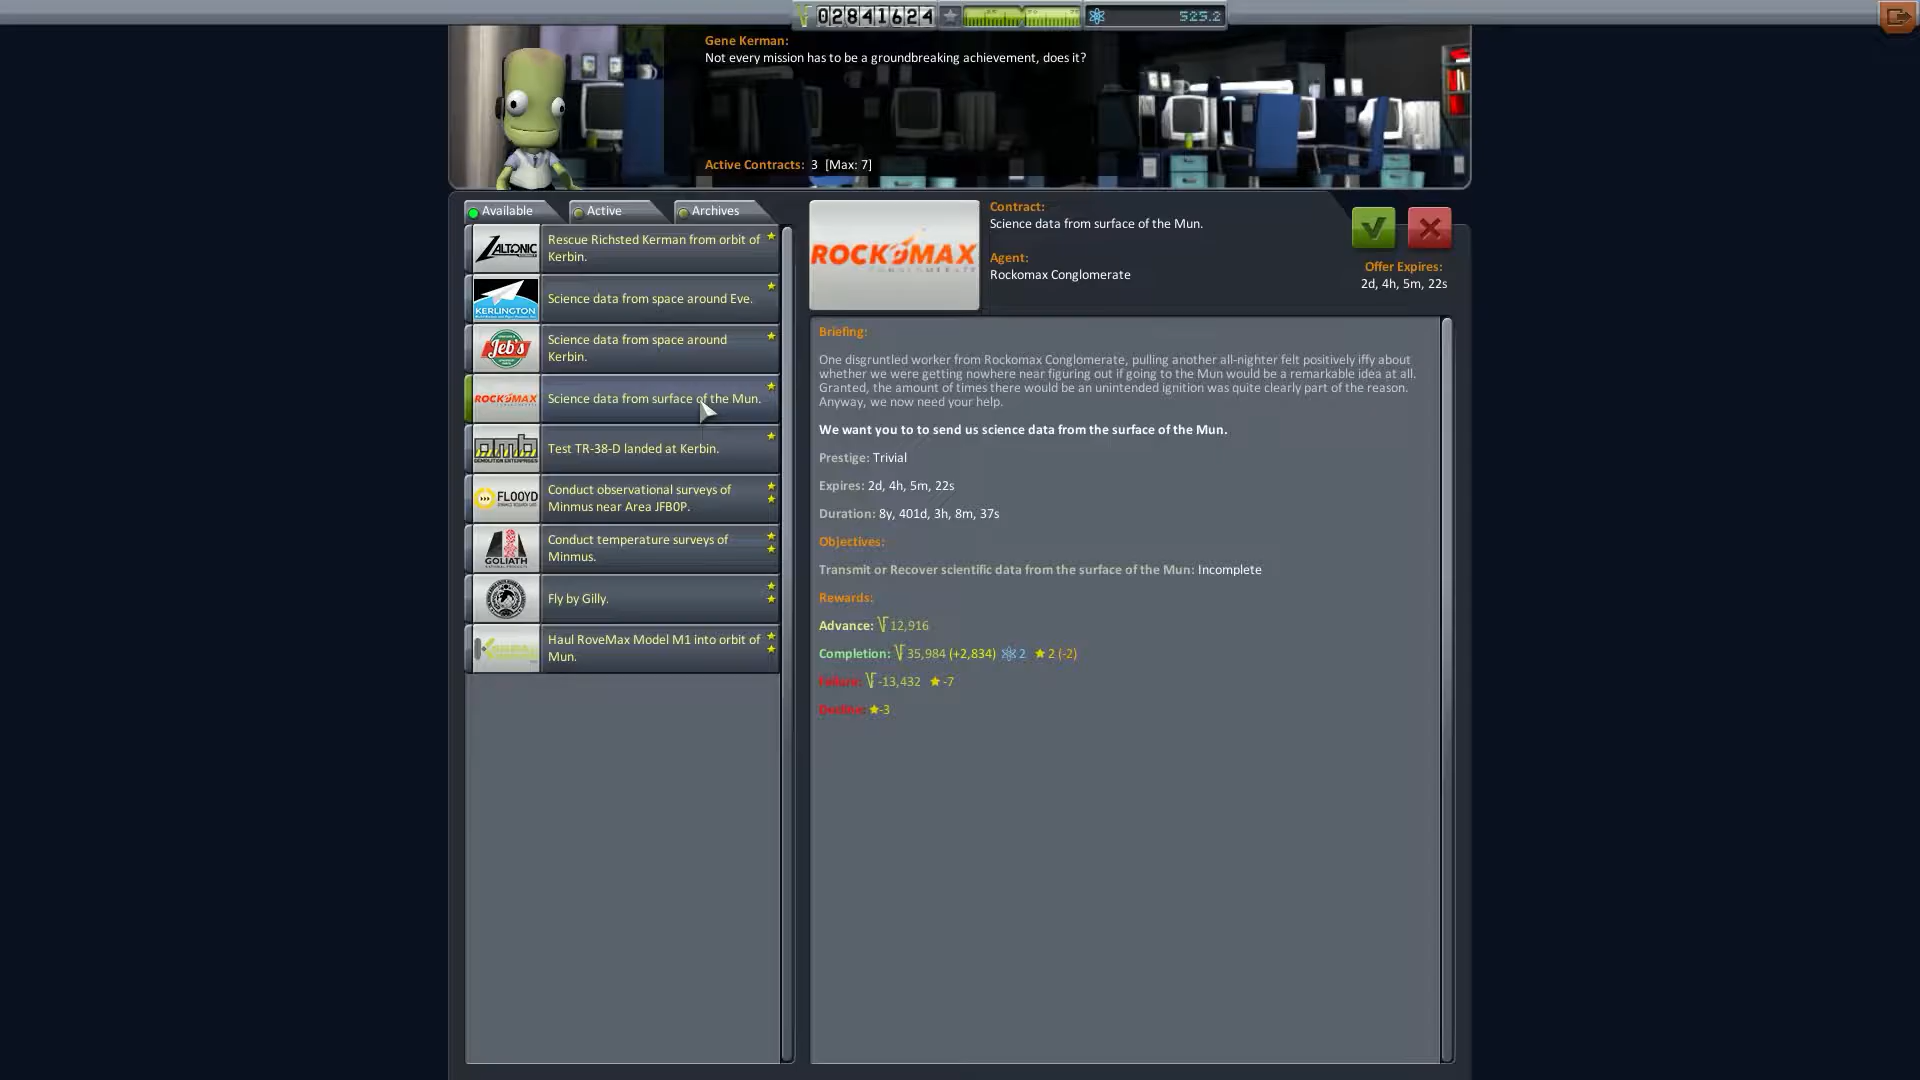 02841624
525.2
Gene Kerman:
Not every mission has to be a groundbreaking achievement, does it?
Active Contracts: 3 [Max: 7]
Available
Active
Archives
ZALTONIC
Rescue Richsted Kerman from orbit of
Kerbin.
KERLINGTON
Science data from space around Eve.
Jeb's
Science data from space around
Kerbin.
ROCKOMAX
Science data from surface of the Mun.
DEMOLITION ENTERPRISES
Test TR-38-D landed at Kerbin.
FLOOYD
Conduct observational surveys of
Minmus near Area JFB0P.
GOLIATH
NATIONAL PRODUCTS
Conduct temperature surveys of
Minmus.
Fly by Gilly.
Haul RoveMax Model M1 into orbit of
Mun.
ROCKOMAX
CONGLOMERATE
Contract:
Science data from surface of the Mun.
Agent:
Rockomax Conglomerate
Offer Expires:
2d, 4h, 5m, 22s
Briefing:
One disgruntled worker from Rockomax Conglomerate, pulling another all-nighter felt positively iffy about
whether we were getting nowhere near figuring out if going to the Mun would be a remarkable idea at all.
Granted, the amount of times there would be an unintended ignition was quite clearly part of the reason.
Anyway, we now need your help.
We want you to to send us science data from the surface of the Mun.
Prestige: Trivial
Expires: 2d, 4h, 5m, 22s
Duration: 8y, 401d, 3h, 8m, 37s
Objectives:
Transmit or Recover scientific data from the surface of the Mun: Incomplete
Rewards:
Advance: 12,916
Completion: 35,984 (+2,834) 2 ★ 2 (-2)
Failure: -13,432 ★ -7
Decline: ★-3